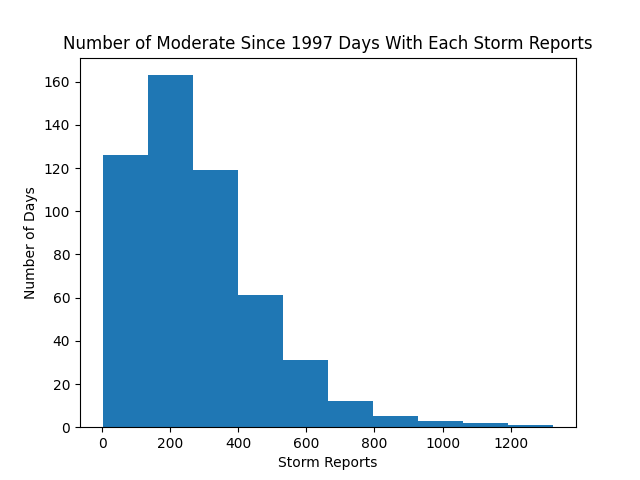 Number of Moderate Since 1997 Days With Each Storm Reports
160
140
120
100
80
60
40
20
0
Number of Days
0 200 400 600 800 1000 1200
Storm Reports